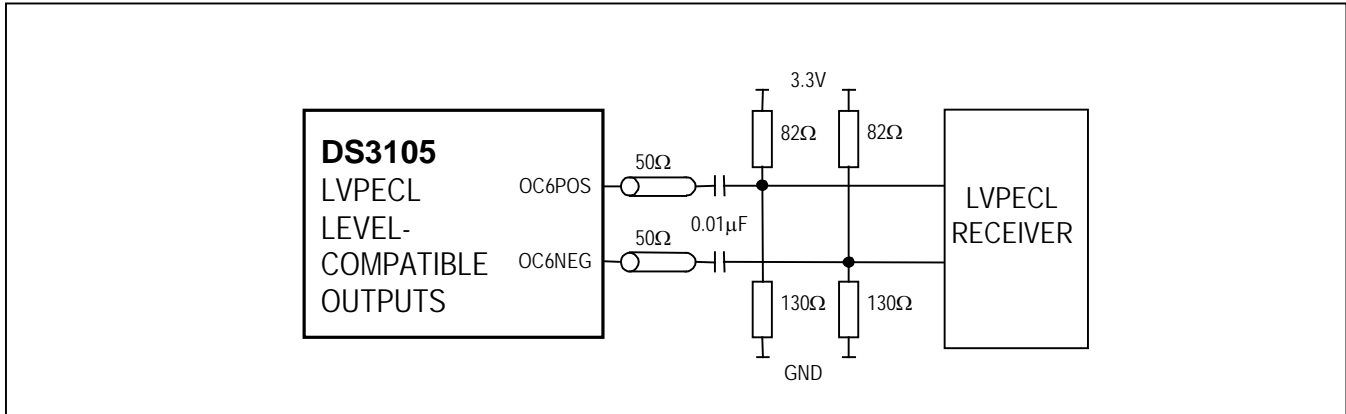 3.3V
82Ω
82Ω
DS3105
LVPECL
LEVEL-
COMPATIBLE
OUTPUTS
OC6POS
OC6NEG
50Ω
50Ω
0.01μF
LVPECL
RECEIVER
130Ω
130Ω
GND